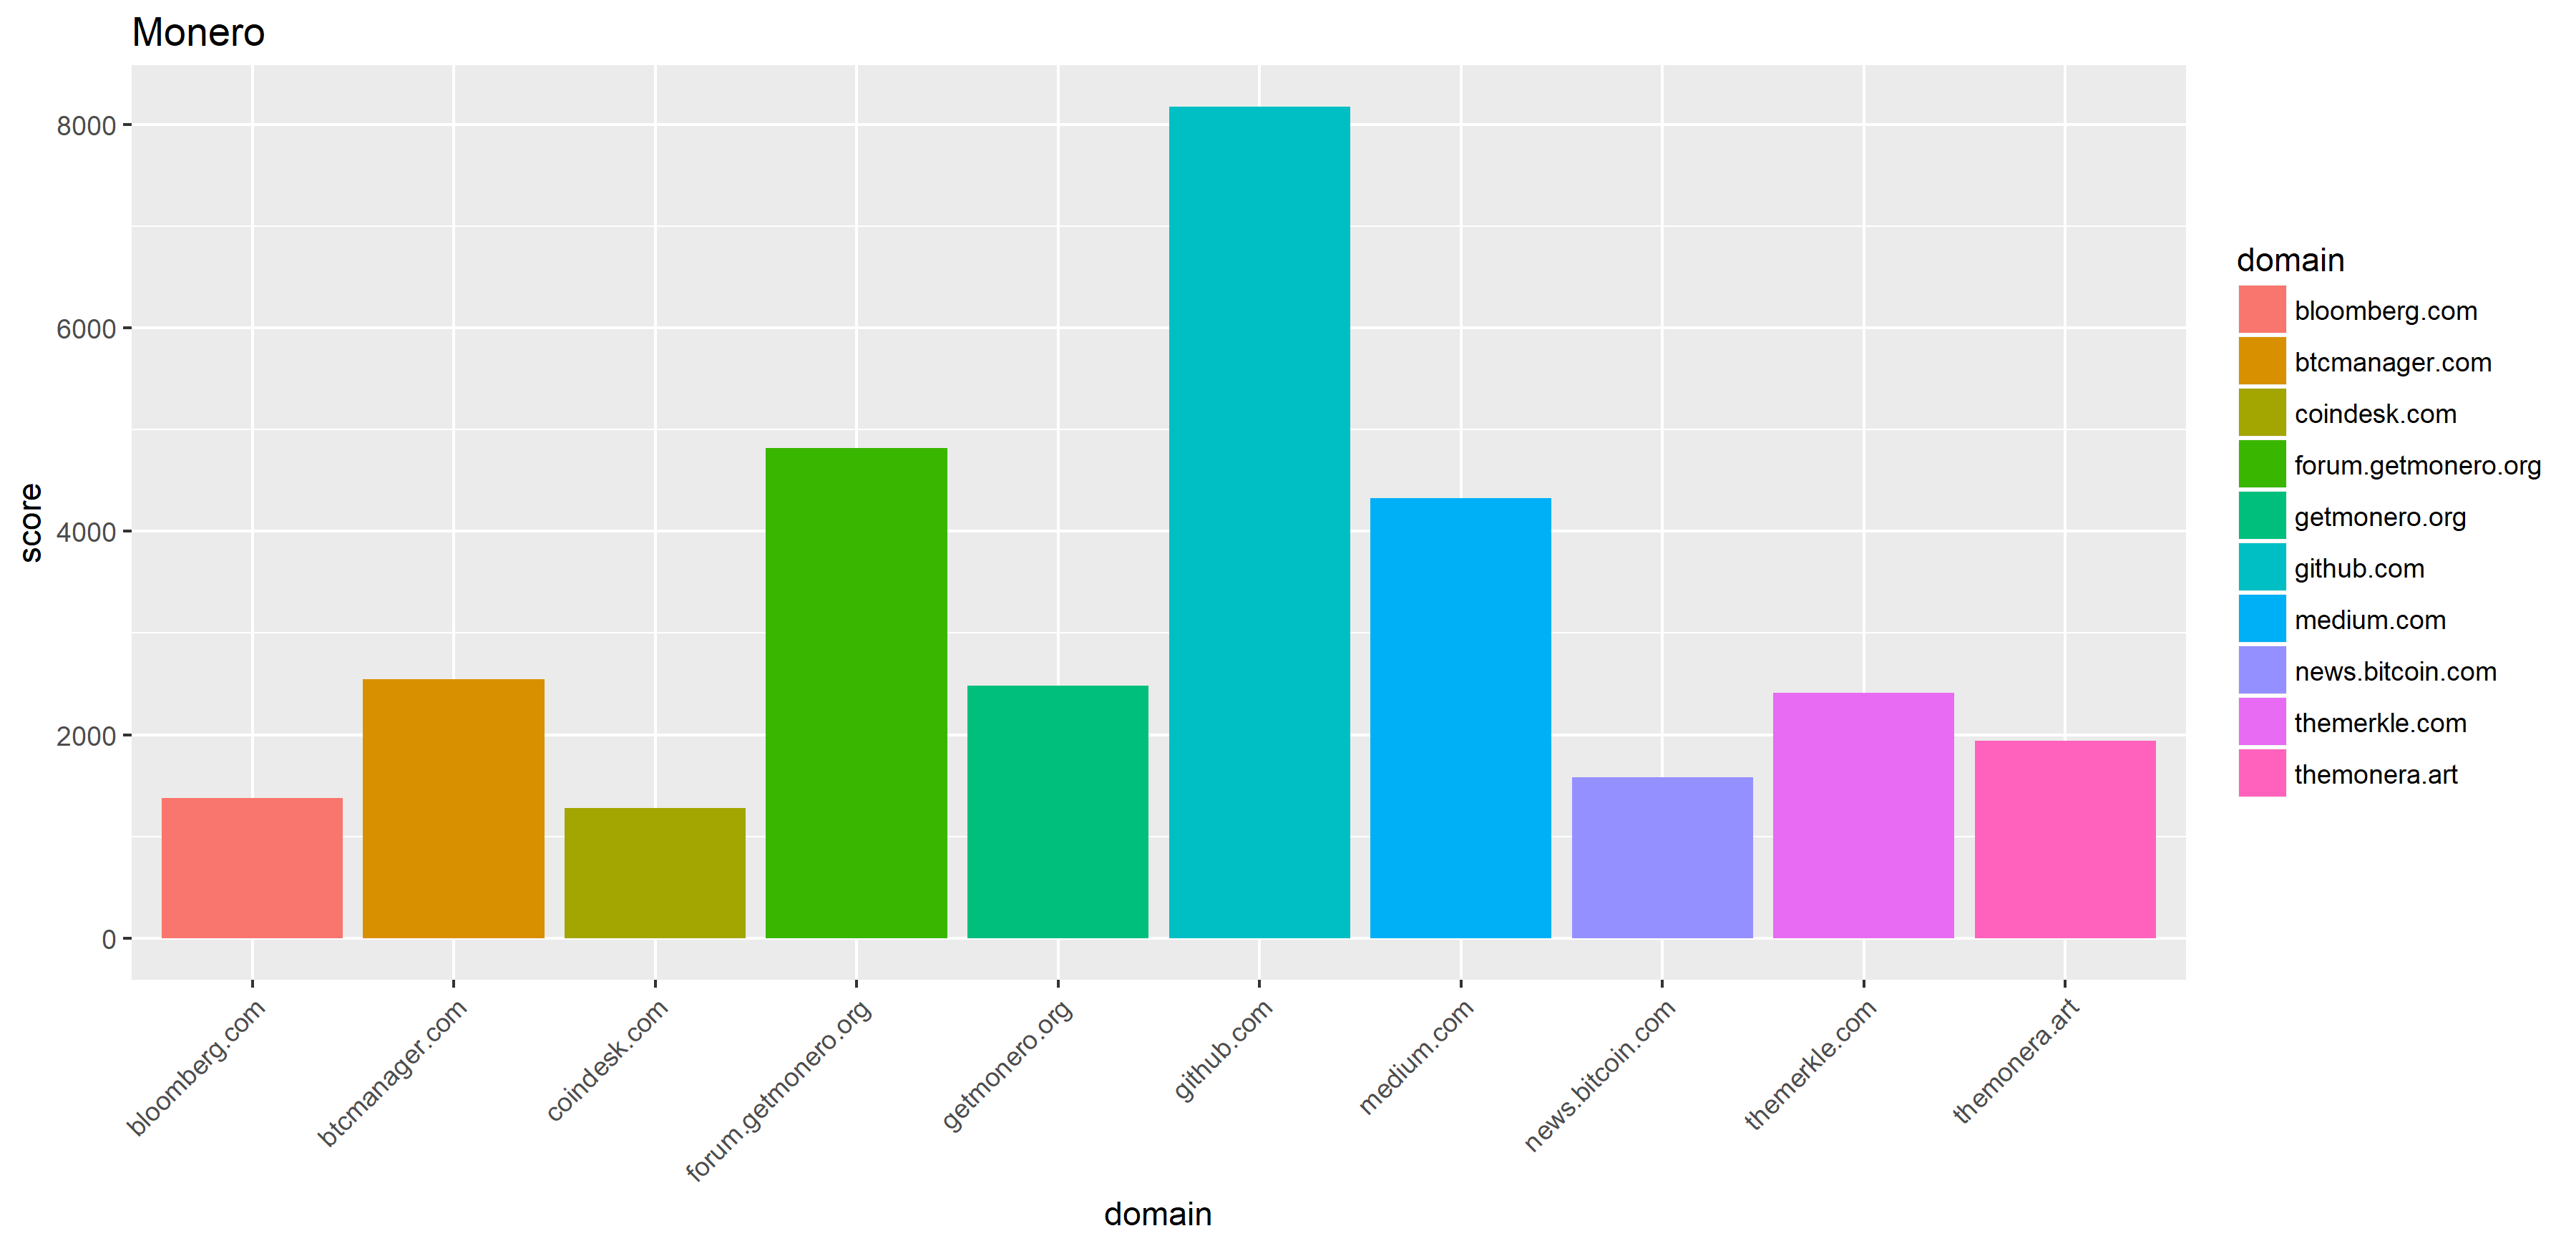 Monero
score
8000
6000
4000
2000
0
bloomberg.com
btcmanager.com
coindesk.com
forum.getmonero.org
getmonero.org
github.com
medium.com
news.bitcoin.com
themerkle.com
themonera.art
domain
domain
bloomberg.com
btcmanager.com
coindesk.com
forum.getmonero.org
getmonero.org
github.com
medium.com
news.bitcoin.com
themerkle.com
themonera.art